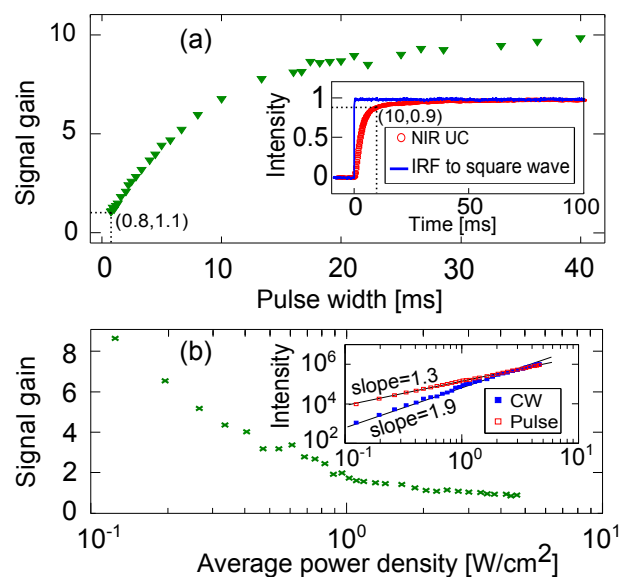 (a)
Signal gain
10
5
0
(0.8,1.1)
0 10 20 30 40
Pulse width [ms]
Intensity
1
0.5
0
(10,0.9)
NIR UC
IRF to square wave
0 50 100
Time [ms]
(b)
Signal gain
8
6
4
2
0
10^-1 10^0 10^1
Average power density [W/cm^2]
Intensity
10^6
10^4
10^2
slope=1.3
slope=1.9
CW
Pulse
10^-1 10^0 10^1